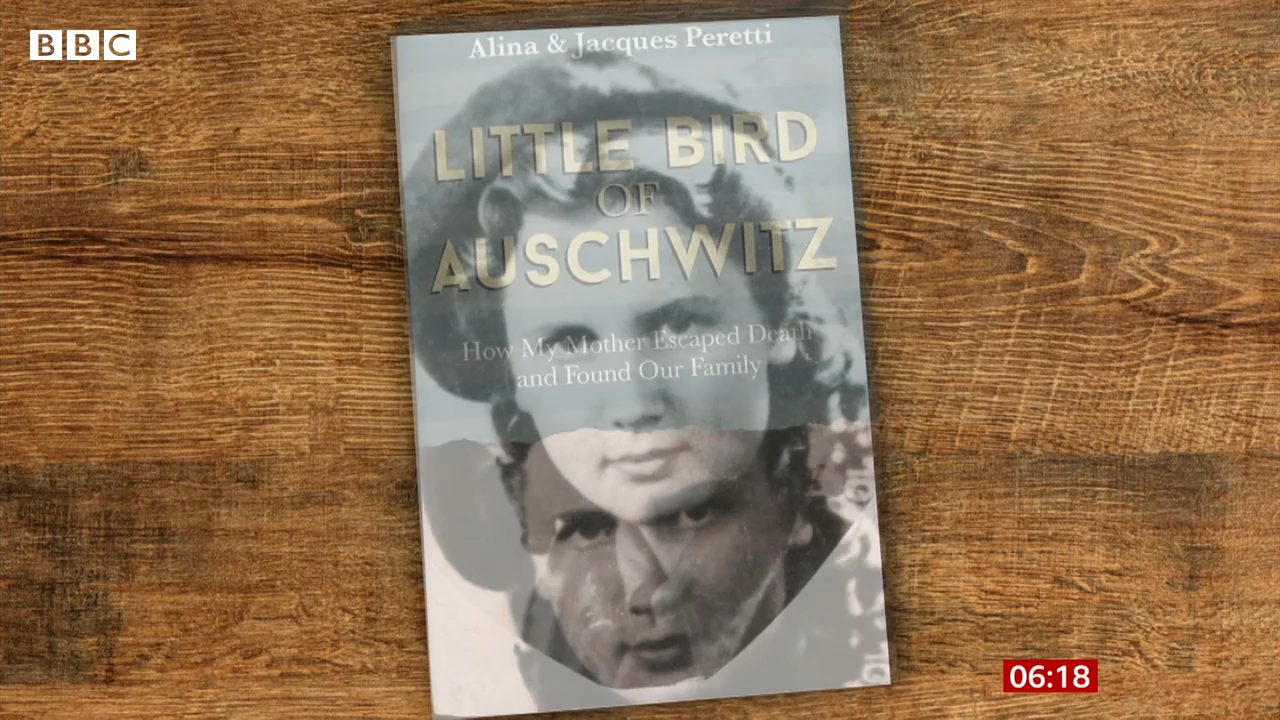 BBC
Alina & Jacques Peretti
LITTLE BIRD
OF
AUSCHWITZ
How My Mother Escaped Death
and Found Our Family
06:18